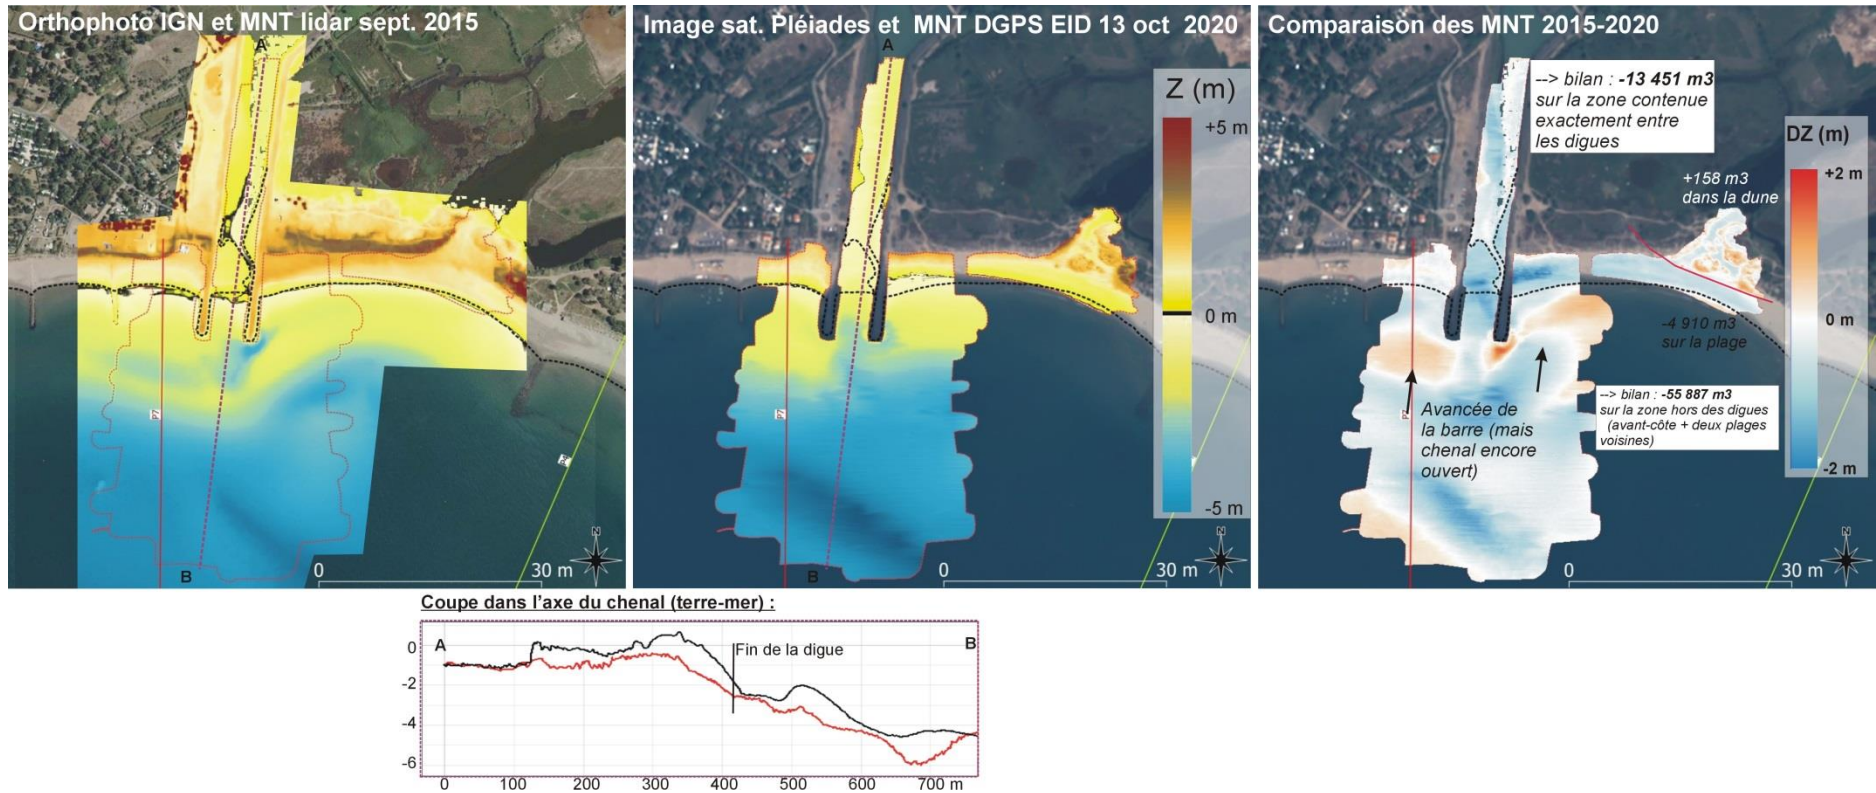 Orthophoto IGN et MNT lidar sept. 2015
A
P7
B
N
0 30 m
Image sat. Pléiades et MNT DGPS EID 13 oct 2020
A
Z (m)
+5 m
0 m
-5 m
P7
B
N
0 30 m
Comparaison des MNT 2015-2020
--> bilan : -13 451 m3
sur la zone contenue
exactement entre
les digues
DZ (m)
+2 m
0 m
-2 m
+158 m3
dans la dune
-4 910 m3
sur la plage
--> bilan : -55 887 m3
sur la zone hors des digues
(avant-côte + deux plages
voisines)
Avancée de
la barre (mais
chenal encore
ouvert)
P7
N
0 30 m
Coupe dans l'axe du chenal (terre-mer) :
A
B
Fin de la digue
0
-2
-4
-6
0 100 200 300 400 500 600 700 m